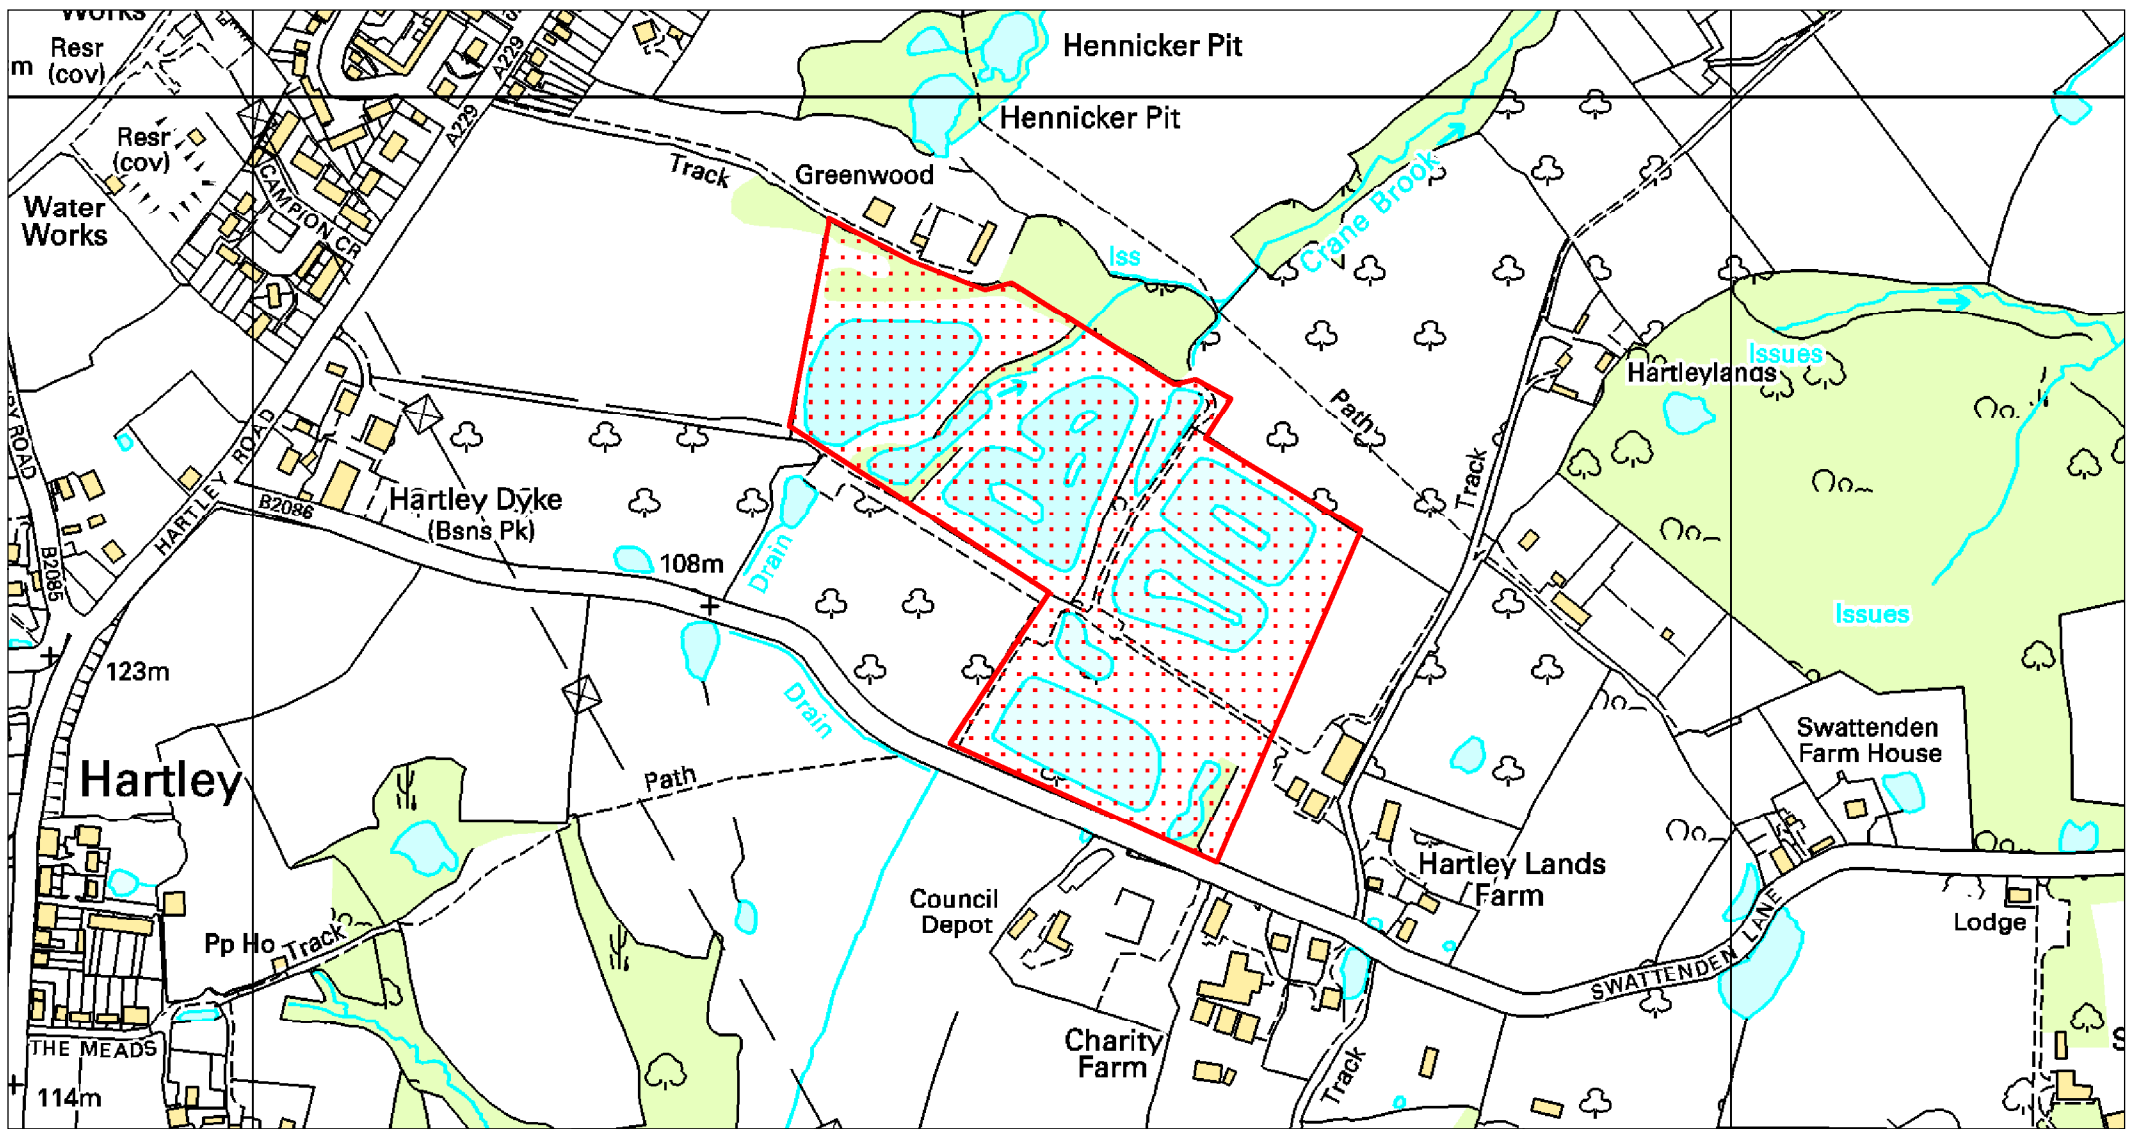 Works
Resr
(cov)
m
A229
A229
Hennicker Pit
Hennicker Pit
Resr
(cov)
CAMPION CR
Track
Greenwood
Water
Works
Crane Brook
Iss
Issues
Hartleylands
Path
Track
RY ROAD
HARTLEY ROAD
B2086
B2085
Hartley Dyke
(Bsns Pk)
108m
Drain
Issues
123m
Drain
Path
Hartley
Swattenden
Farm House
Council
Depot
Hartley Lands
Farm
Lodge
SWATTENDEN LANE
Pp Ho
Track
Charity
Farm
Track
THE MEADS
114m
S